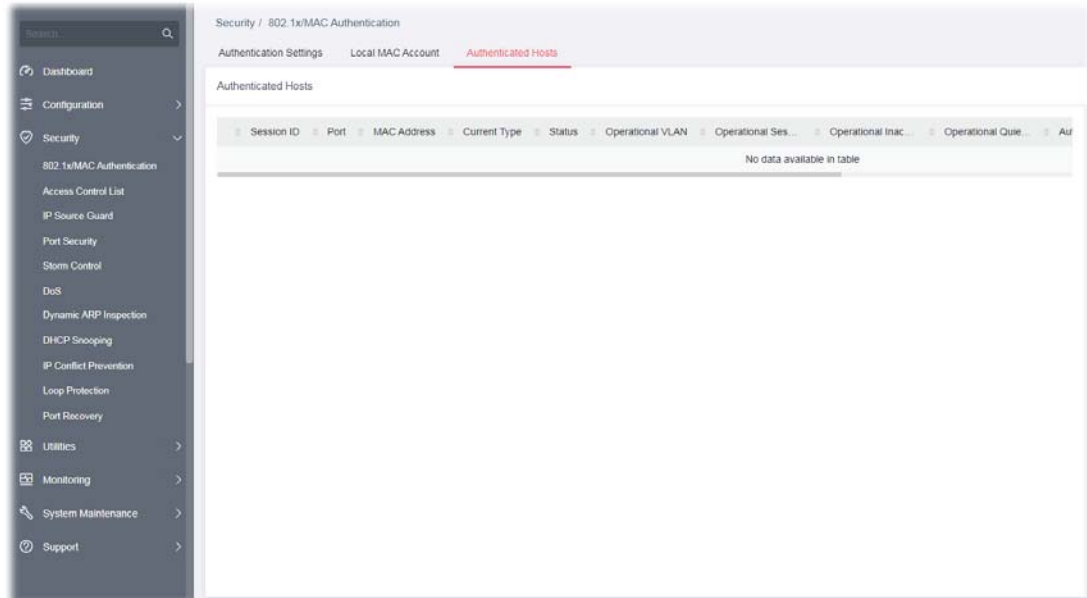 Search...
Dashboard
Configuration
Security
802.1x/MAC Authentication
Access Control List
IP Source Guard
Port Security
Storm Control
DoS
Dynamic ARP Inspection
DHCP Snooping
IP Conflict Prevention
Loop Protection
Port Recovery
Utilities
Monitoring
System Maintenance
Support
Security / 802.1x/MAC Authentication
Authentication Settings Local MAC Account Authenticated Hosts
Authenticated Hosts
Session ID Port MAC Address Current Type Status Operational VLAN Operational Ses... Operational Inac... Operational Quie... Aut
No data available in table